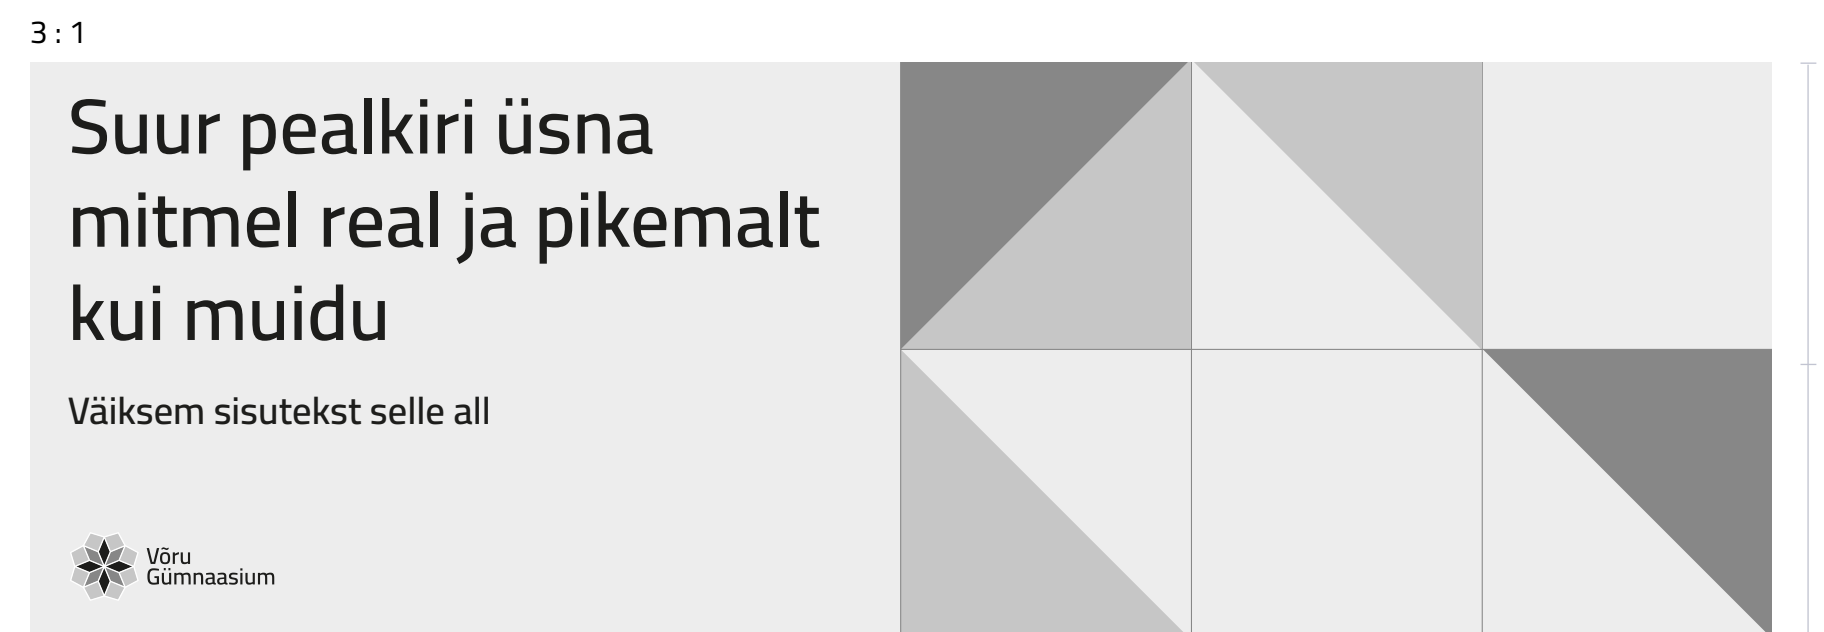 3 : 1
Suur pealkiri üsna
mitmel real ja pikemalt
kui muidu
Väiksem sisutekst selle all
Võru
Gümnaasium